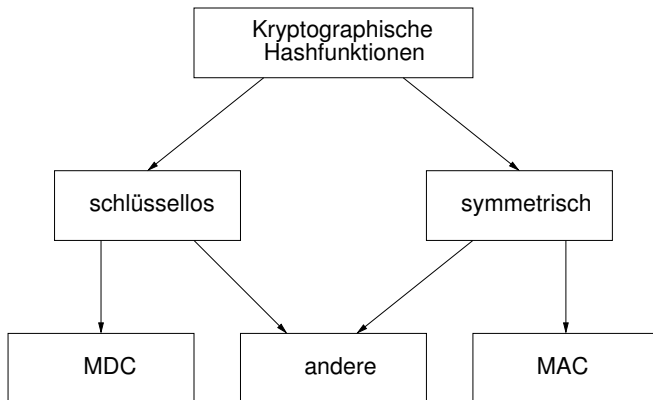 Kryptographische
Hashfunktionen
schlüssellos
symmetrisch
MDC
andere
MAC